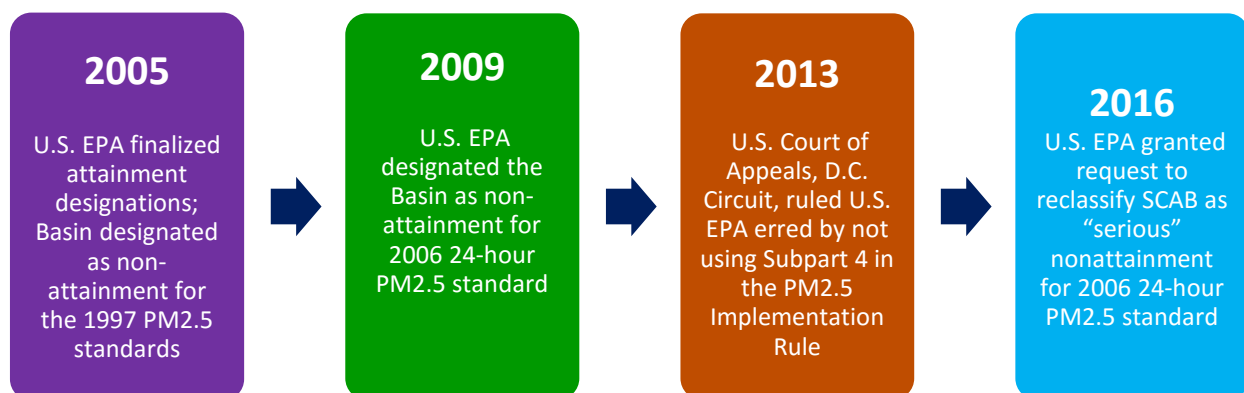 2005
U.S. EPA finalized
attainment
designations;
Basin designated
as non-
attainment for
the 1997 PM2.5
standards
2009
U.S. EPA
designated the
Basin as non-
attainment for
2006 24-hour
PM2.5 standard
2013
U.S. Court of
Appeals, D.C.
Circuit, ruled U.S.
EPA erred by not
using Subpart 4 in
the PM2.5
Implementation
Rule
2016
U.S. EPA granted
request to
reclassify SCAB as
“serious”
nonattainment
for 2006 24-hour
PM2.5 standard